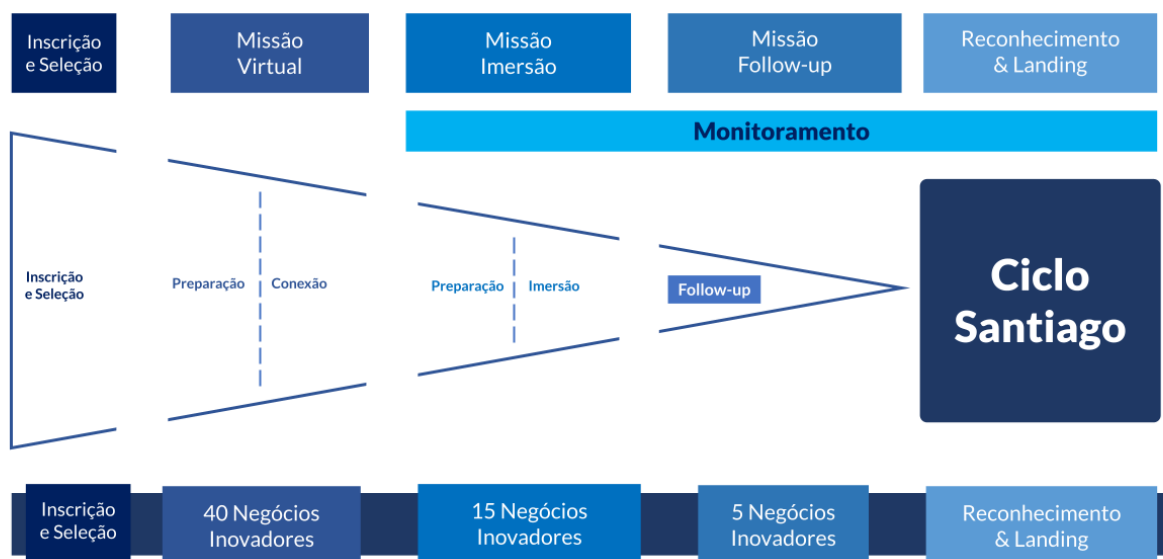 Inscrição
e Seleção
Missão
Virtual
Missão
Imersão
Missão
Follow-up
Reconhecimento
& Landing
Monitoramento
Inscrição
e Seleção
Preparação
Conexão
Preparação
Imersão
Follow-up
Ciclo
Santiago
Inscrição
e Seleção
40 Negócios
Inovadores
15 Negócios
Inovadores
5 Negócios
Inovadores
Reconhecimento
& Landing